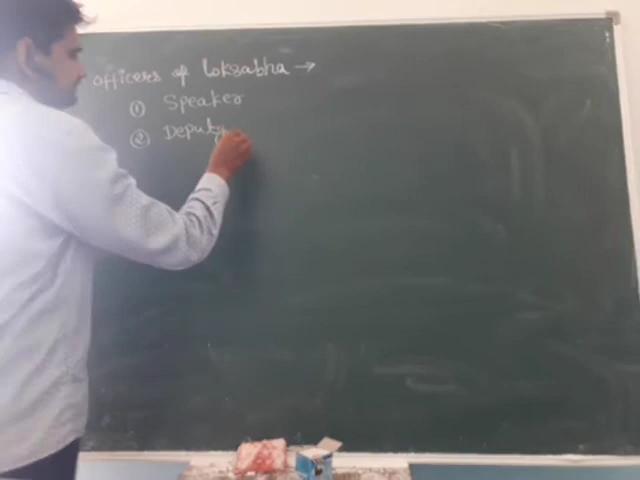 officers of loksabha →
① Speaker
② Deputy